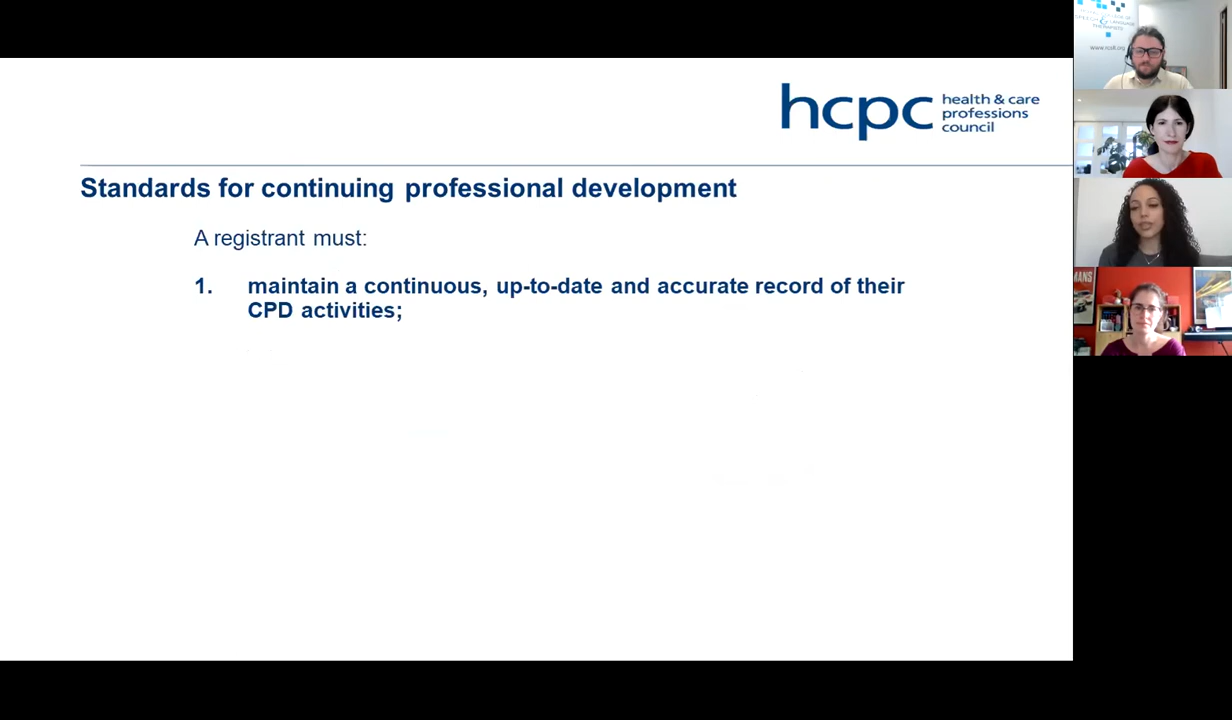 hcpc
health & care
professions
council
Standards for continuing professional development
A registrant must:
1. maintain a continuous, up-to-date and accurate record of their
CPD activities;
&